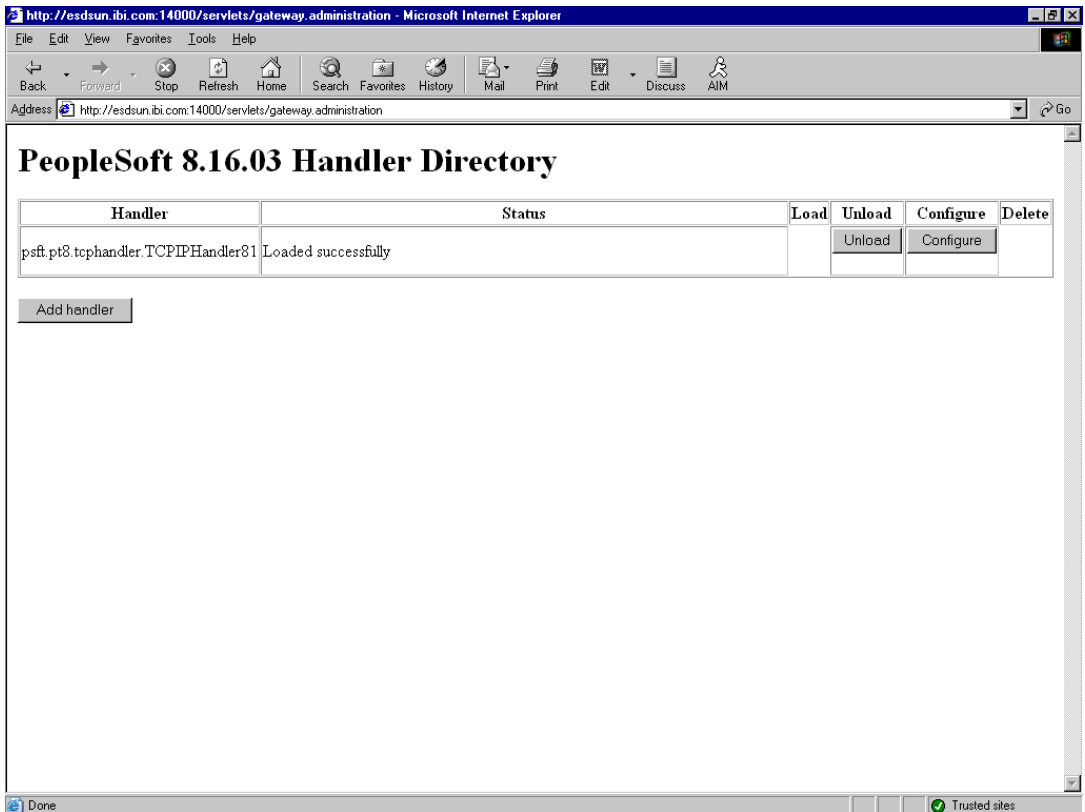 http://esdsun.ibi.com:14000/servlets/gateway.administration - Microsoft Internet Explorer
File Edit View Favorites Tools Help
Back Forward Stop Refresh Home Search Favorites History Mail Print Edit Discuss AIM
Address http://esdsun.ibi.com:14000/servlets/gateway.administration Go
PeopleSoft 8.16.03 Handler Directory
Handler Status Load Unload Configure Delete
psft.pt8.tcphandler.TCPIPHandler81 Loaded successfully Unload Configure
Add handler
Done Trusted sites